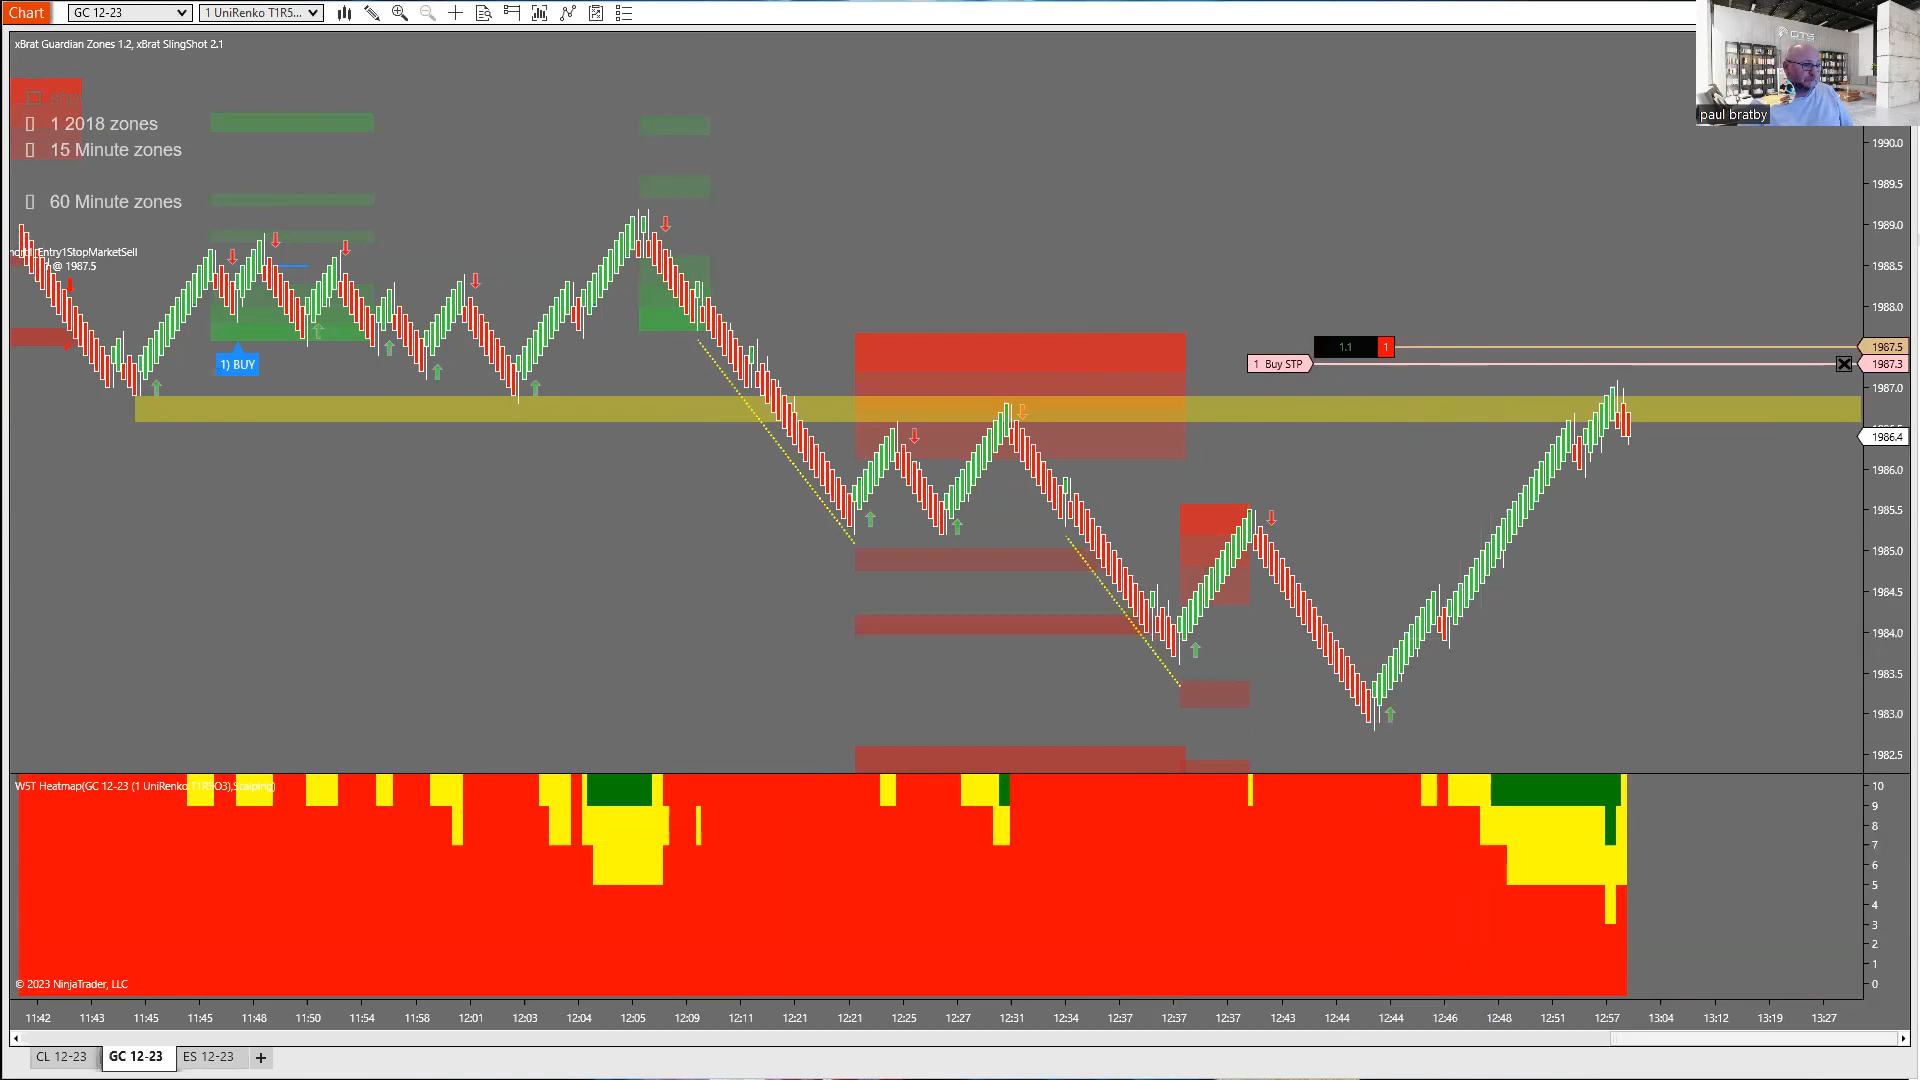 Chart
GC 12-23
1 UniRenko T1R5...
xBrat Guardian Zones 1.2, xBrat SlingShot 2.1
GTS
paul bratby
1 2018 zones
15 Minute zones
60 Minute zones
Entry1StopMarketSell
@ 1987.5
1) BUY
1.1
1
1 Buy STP
1990.0
1989.5
1989.0
1988.5
1988.0
1987.5
1987.3
1987.0
1986.4
1986.0
1985.5
1985.0
1984.5
1984.0
1983.5
1983.0
1982.5
W5T Heatmap(GC 12-23 (1 UniRenko T1R5O3),Scalping)
10
9
8
7
6
5
4
3
2
1
0
© 2023 NinjaTrader, LLC
11:42 11:43 11:45 11:45 11:48 11:50 11:54 11:58 12:01 12:03 12:04 12:05 12:09 12:11 12:21 12:21 12:25 12:27 12:31 12:34 12:37 12:37 12:43 12:44 12:44 12:46 12:48 12:51 12:57 13:04 13:12 13:19 13:27
CL 12-23
GC 12-23
ES 12-23
+